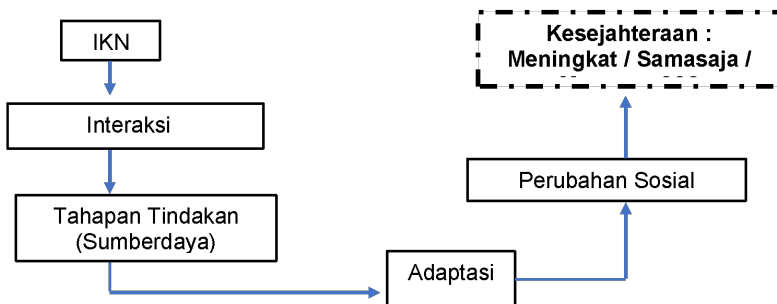 IKN
Interaksi
Tahapan Tindakan
(Sumberdaya)
Adaptasi
Perubahan Sosial
Kesejahteraan :
Meningkat / Samasaja /